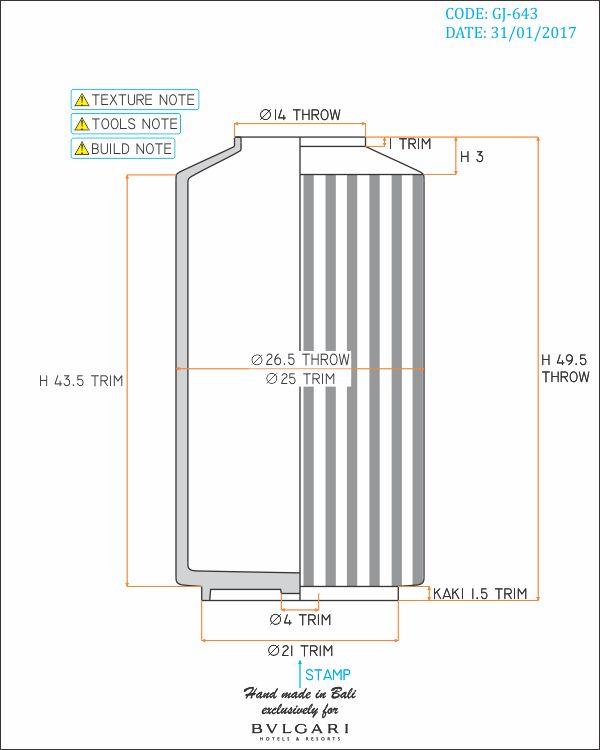 CODE: GJ-643
DATE: 31/01/2017
TEXTURE NOTE
TOOLS NOTE
BUILD NOTE
Ø14 THROW
1 TRIM
H 3
Ø26.5 THROW
Ø25 TRIM
H 43.5 TRIM
H 49.5
THROW
KAKI 1.5 TRIM
Ø4 TRIM
Ø21 TRIM
STAMP
Hand made in Bali
exclusively for
BVLGARI
HOTELS & RESORTS